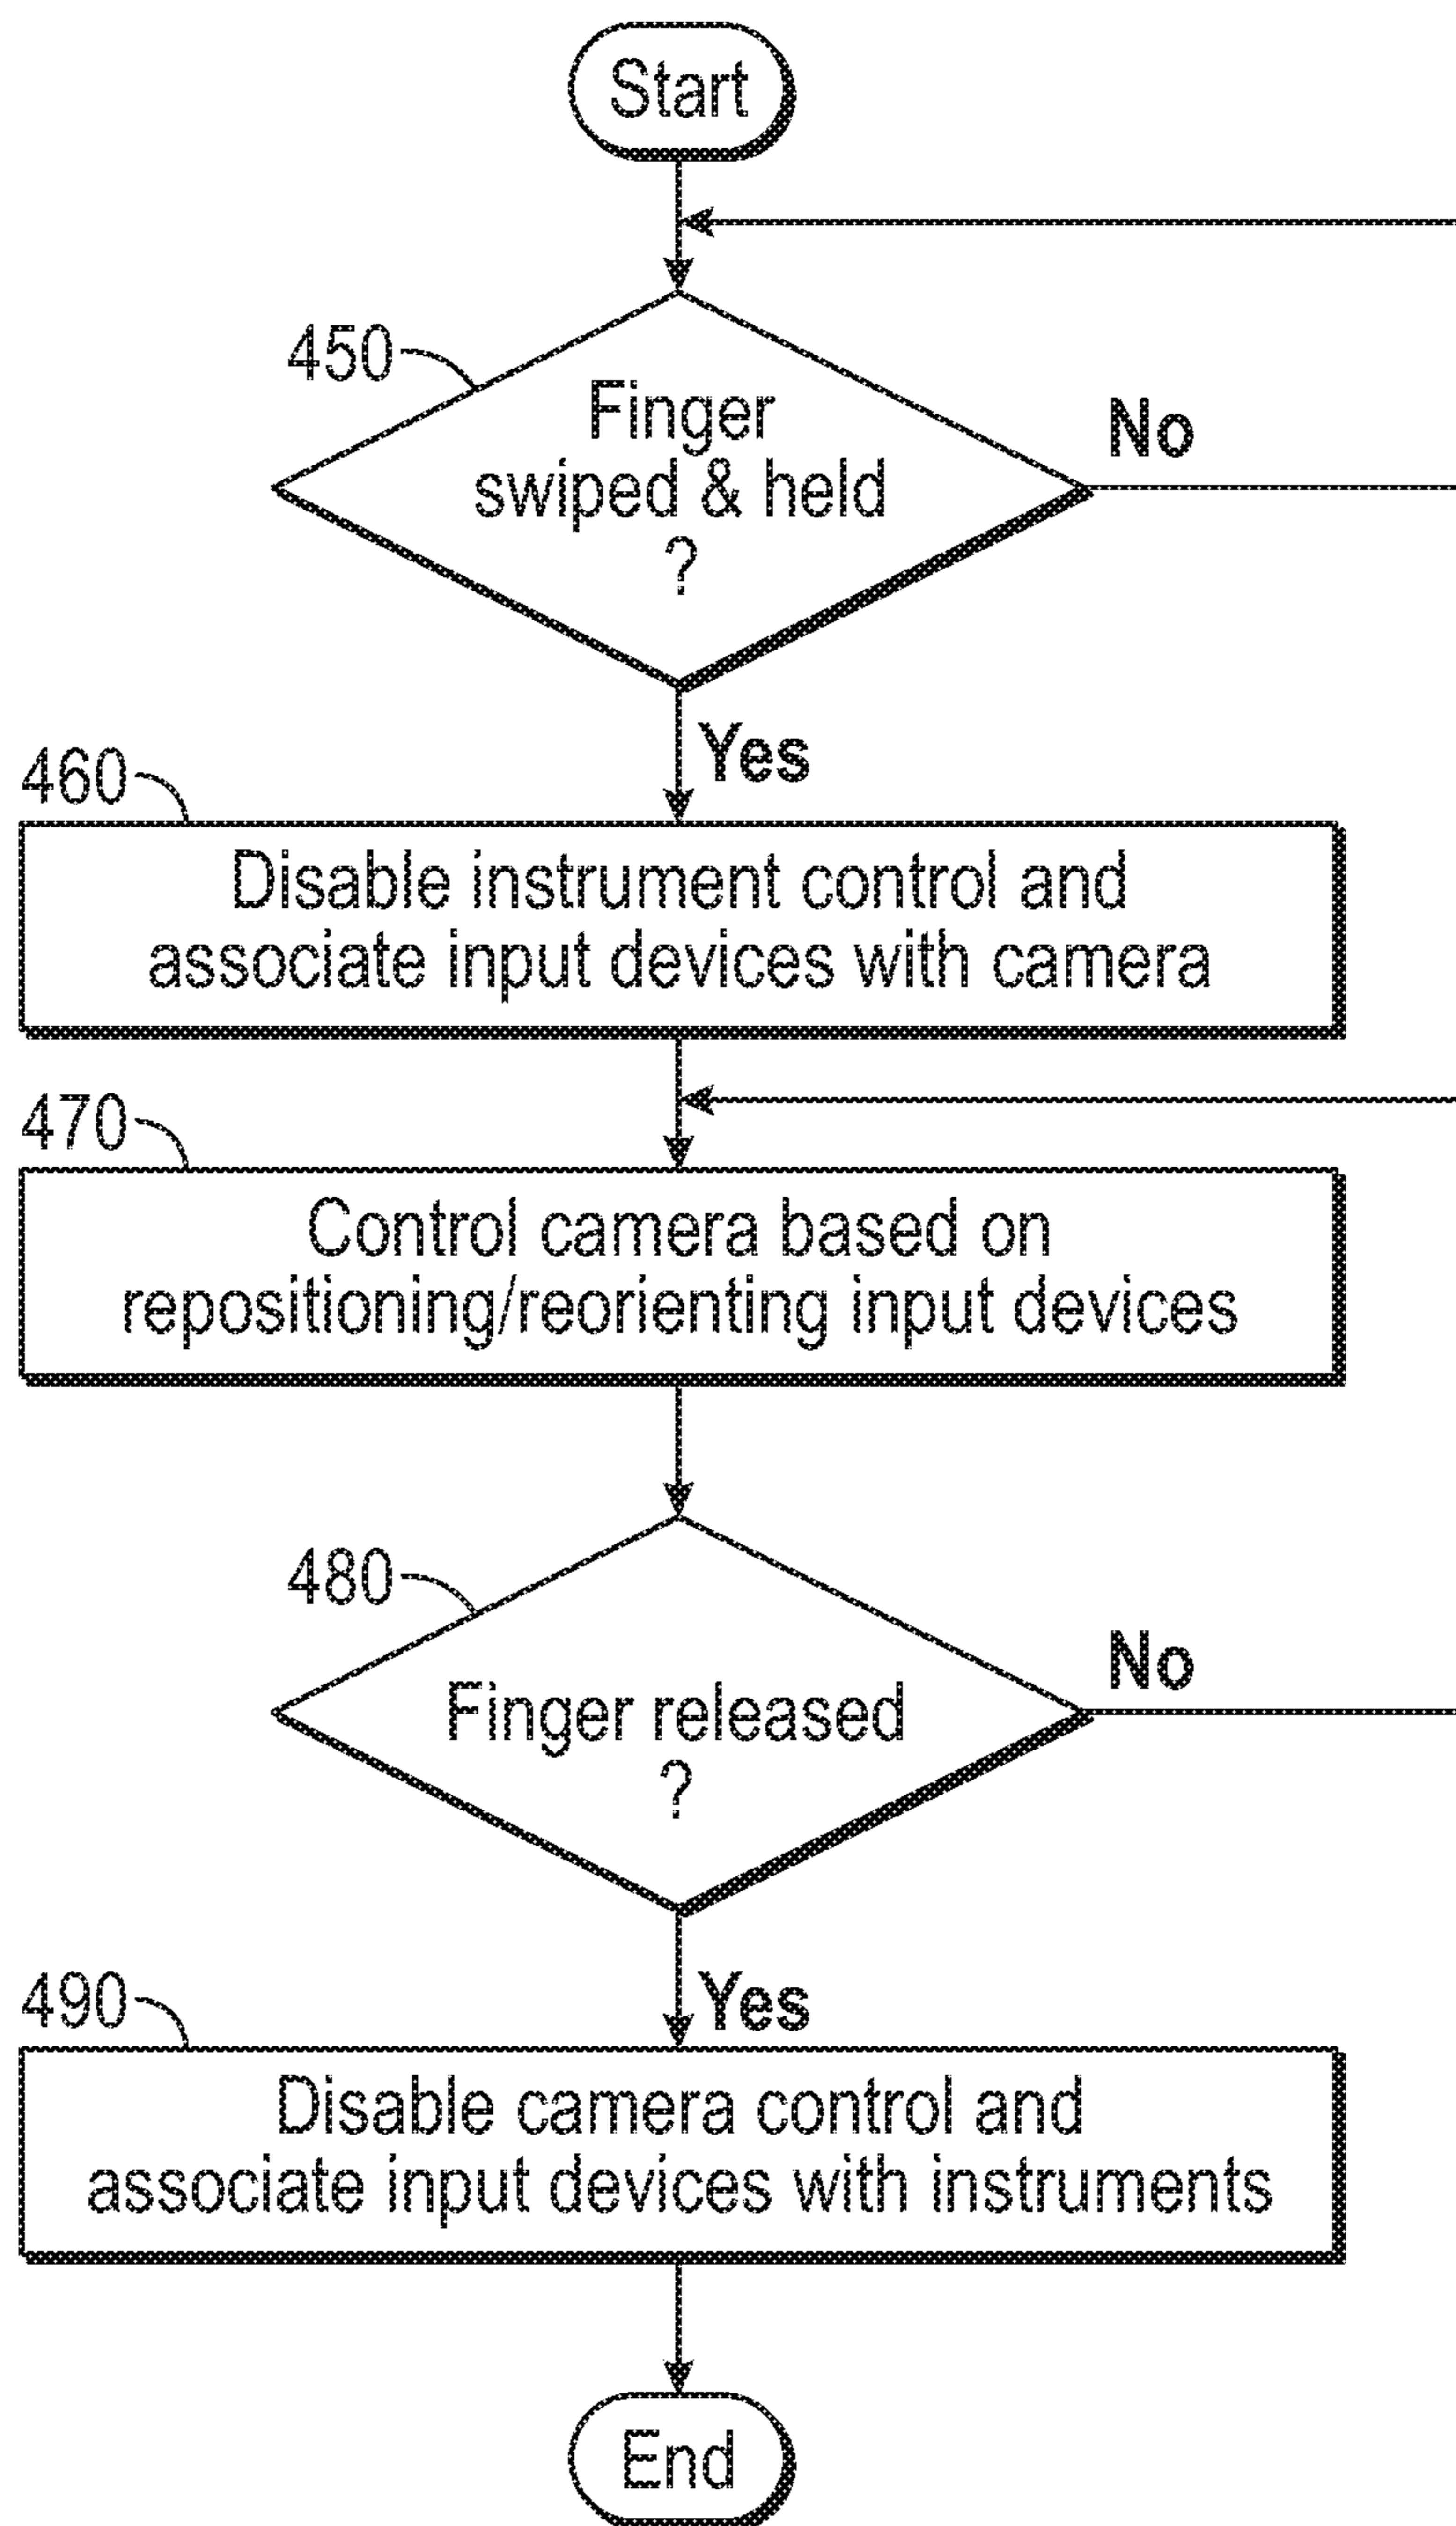 Start
450
Finger
swiped & held
?
No
Yes
460
Disable instrument control and
associate input devices with camera
470
Control camera based on
repositioning/reorienting input devices
480
Finger released
?
No
Yes
490
Disable camera control and
associate input devices with instruments
End